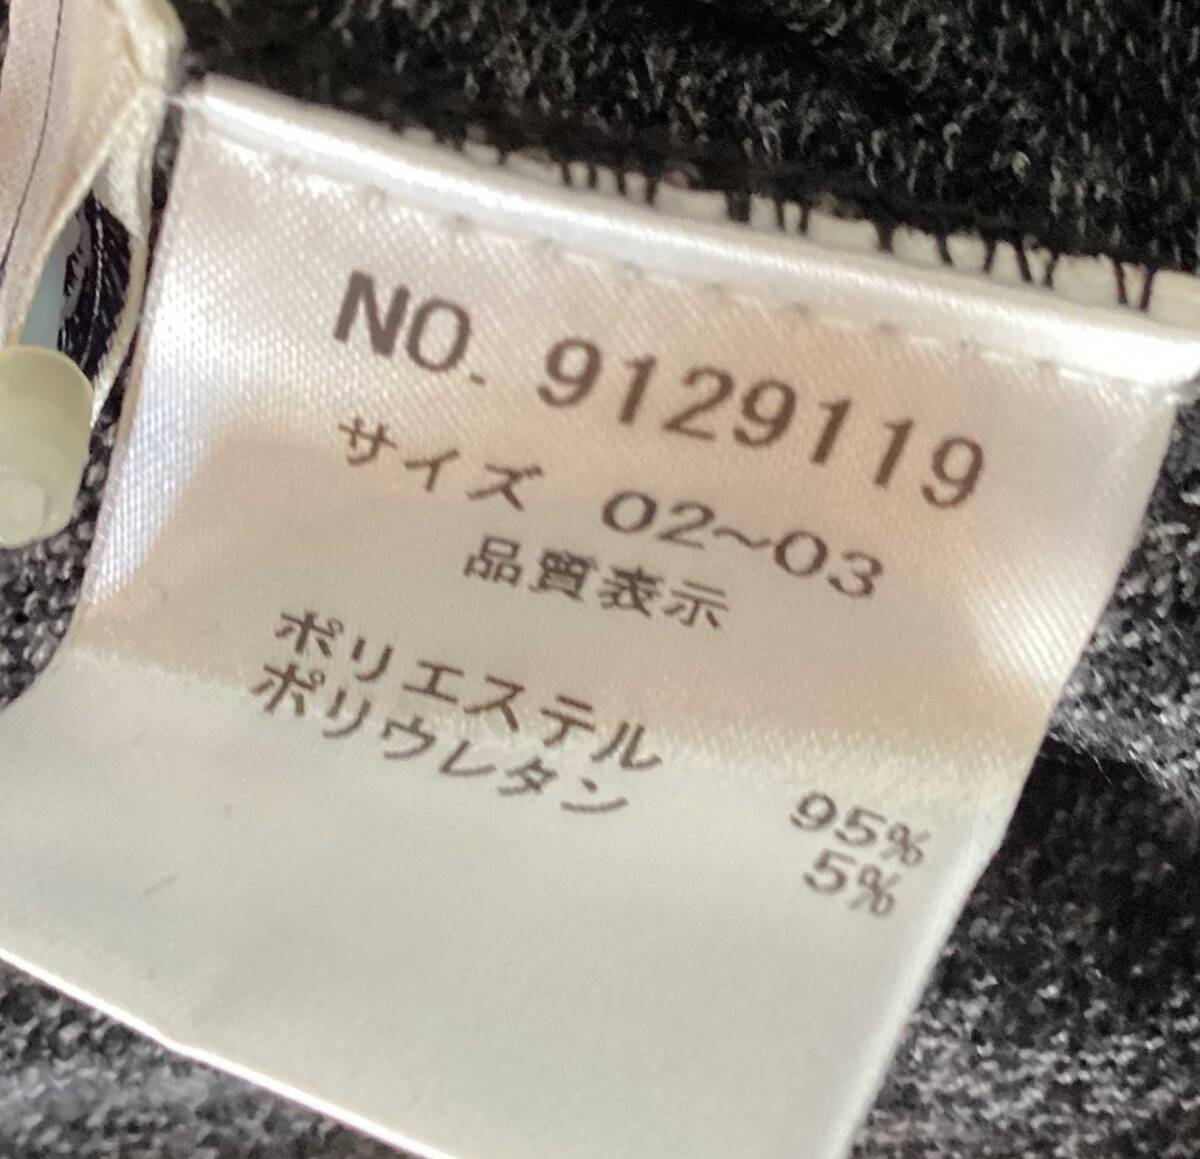 NO. 9129119
サイズ 02~03
品質表示
ポリエステル 95%
ポリウレタン 5%